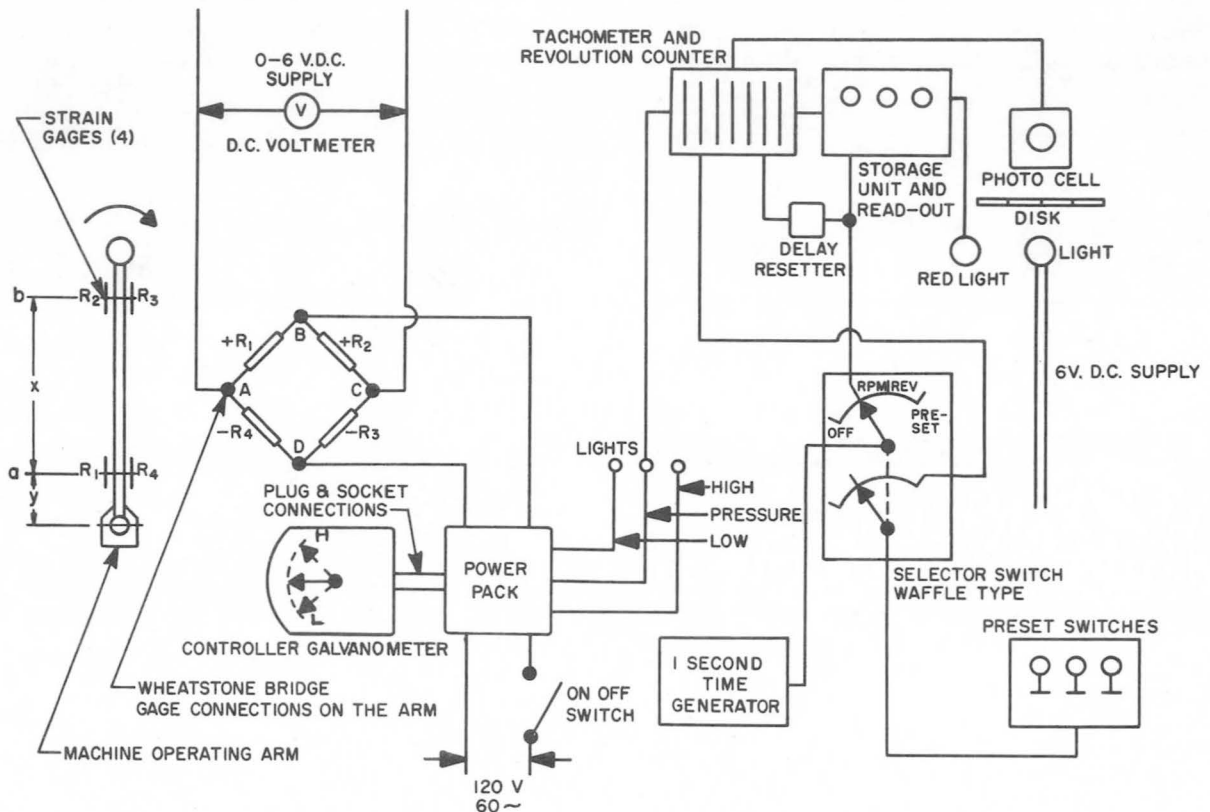 0-6 V.D.C.
SUPPLY
V
D.C. VOLTMETER
STRAIN
GAGES (4)
b
R2
R3
x
a
R1
R4
y
B
+R1
+R2
A
C
-R4
-R3
D
PLUG & SOCKET
CONNECTIONS
H
L
CONTROLLER GALVANOMETER
POWER
PACK
WHEATSTONE BRIDGE
GAGE CONNECTIONS ON THE ARM
MACHINE OPERATING ARM
ON OFF
SWITCH
120 V
60~
LIGHTS
HIGH
PRESSURE
LOW
TACHOMETER AND
REVOLUTION COUNTER
STORAGE
UNIT AND
READ-OUT
DELAY
RESETTER
RED LIGHT
PHOTO CELL
DISK
LIGHT
6V. D.C. SUPPLY
RPM/REV
OFF
PRE-
SET
SELECTOR SWITCH
WAFFLE TYPE
1 SECOND
TIME
GENERATOR
PRESET SWITCHES